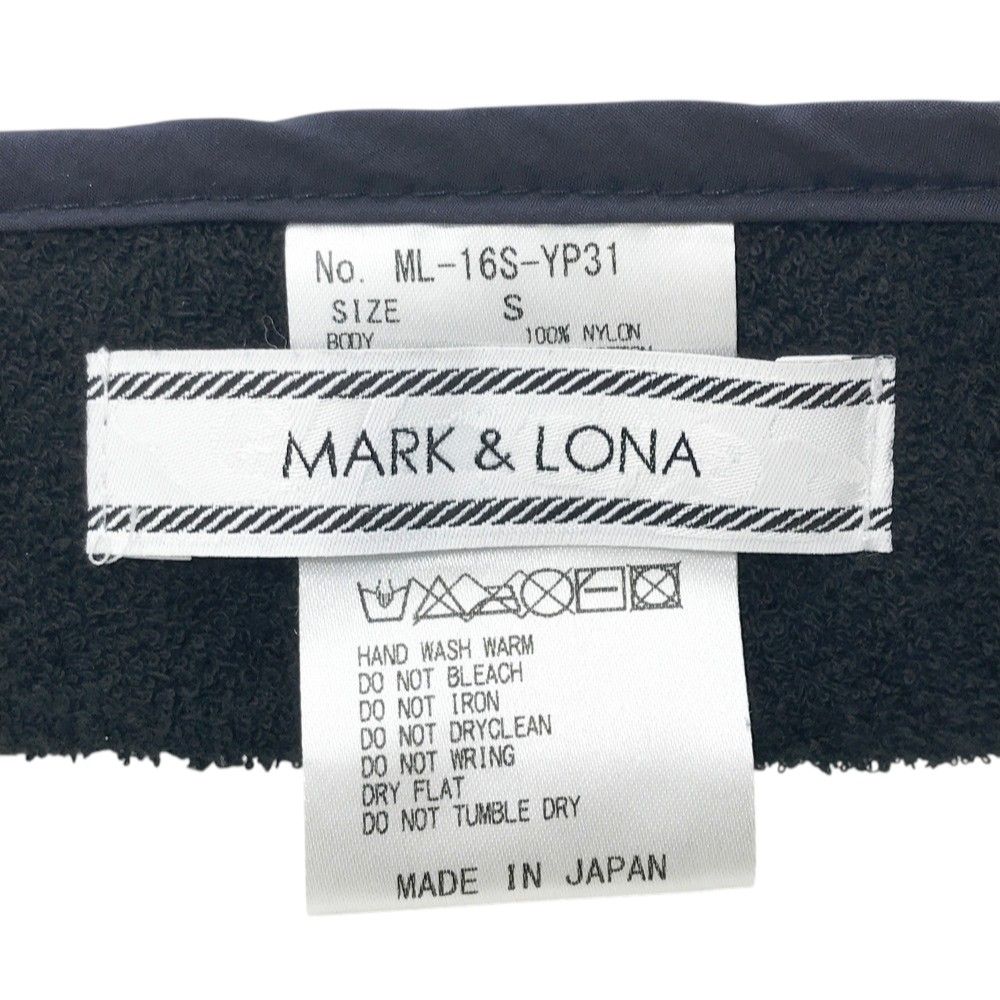 No. ML-16S-YP31
SIZE S
BODY 100% NYLON
MARK & LONA
HAND WASH WARM
DO NOT BLEACH
DO NOT IRON
DO NOT DRYCLEAN
DO NOT WRING
DRY FLAT
DO NOT TUMBLE DRY
MADE IN JAPAN